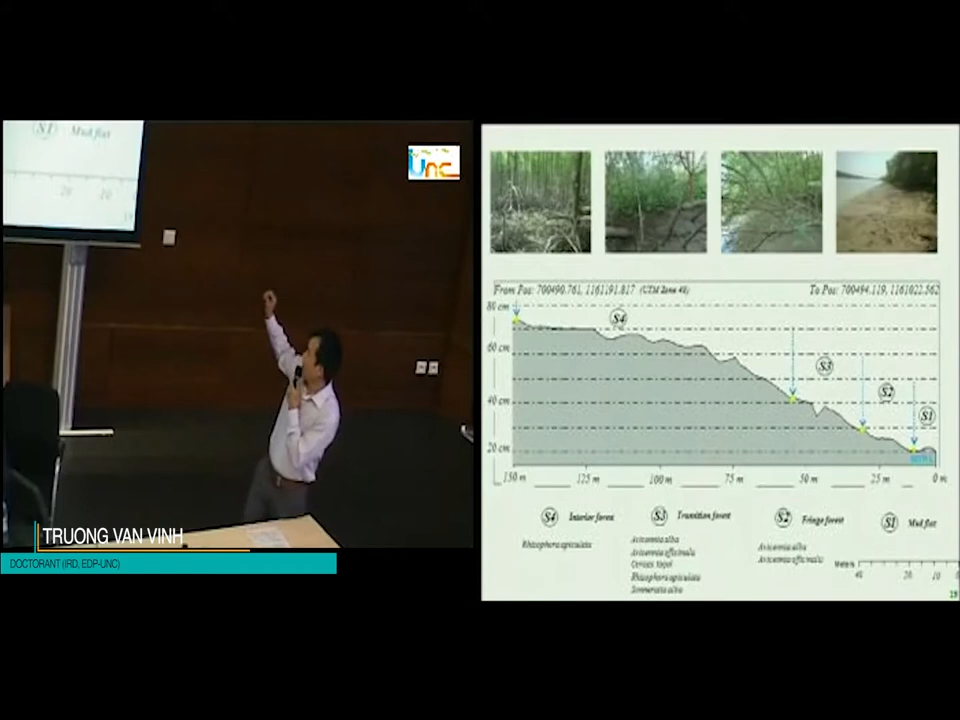 S1 Mud flat
20 10
Unc
TRUONG VAN VINH
DOCTORANT (IRD, EDP-UNC)
From Pos: 700490.761, 1161191.817 (UTM Zone 48)
To Pos: 700494.119, 1161022.562
80 cm
60 cm
40 cm
20 cm
S4
S3
S2
S1
150 m 125 m 100 m 75 m 50 m 25 m 0 m
S4 Interior forest
Rhizophora apiculata
S3 Transition forest
Avicennia alba
Avicennia officinalis
Ceriops tagal
Rhizophora apiculata
Sonneratia alba
S2 Fringe forest
Avicennia alba
Avicennia officinalis
S1 Mud flat
Meters
40 20 10 0
19